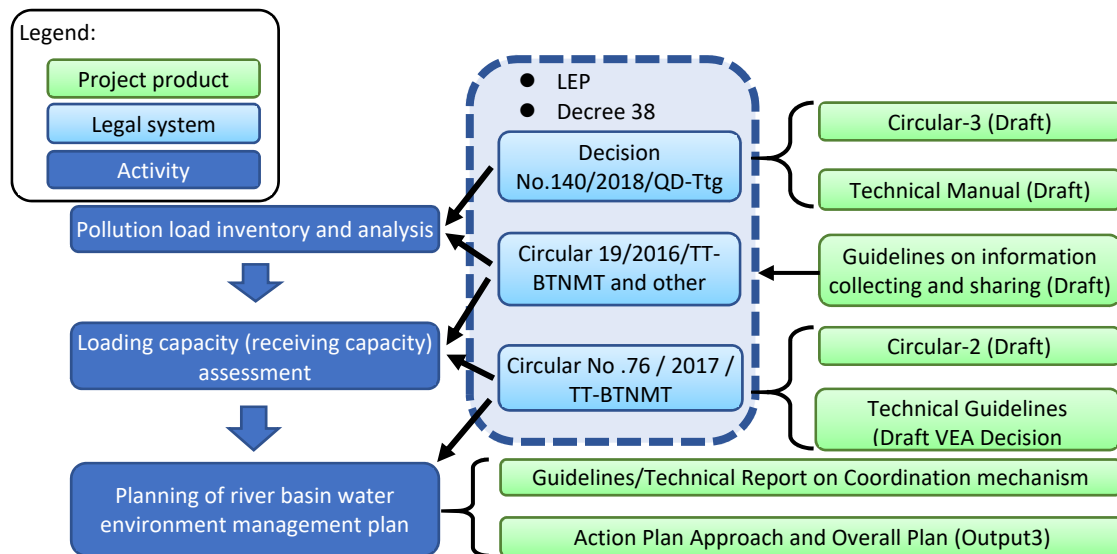 Legend:
Project product
Legal system
Activity
● LEP
● Decree 38
Decision
No.140/2018/QD-Ttg
Circular 19/2016/TT-
BTNMT and other
Circular No .76 / 2017 /
TT-BTNMT
Circular-3 (Draft)
Technical Manual (Draft)
Guidelines on information
collecting and sharing (Draft)
Circular-2 (Draft)
Technical Guidelines
(Draft VEA Decision
Pollution load inventory and analysis
Loading capacity (receiving capacity)
assessment
Planning of river basin water
environment management plan
Guidelines/Technical Report on Coordination mechanism
Action Plan Approach and Overall Plan (Output3)